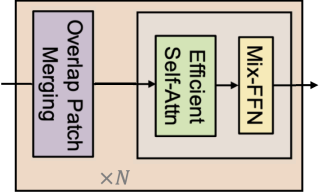 Overlap Patch
Merging
Efficient
Self-Attn
Mix-FFN
×N